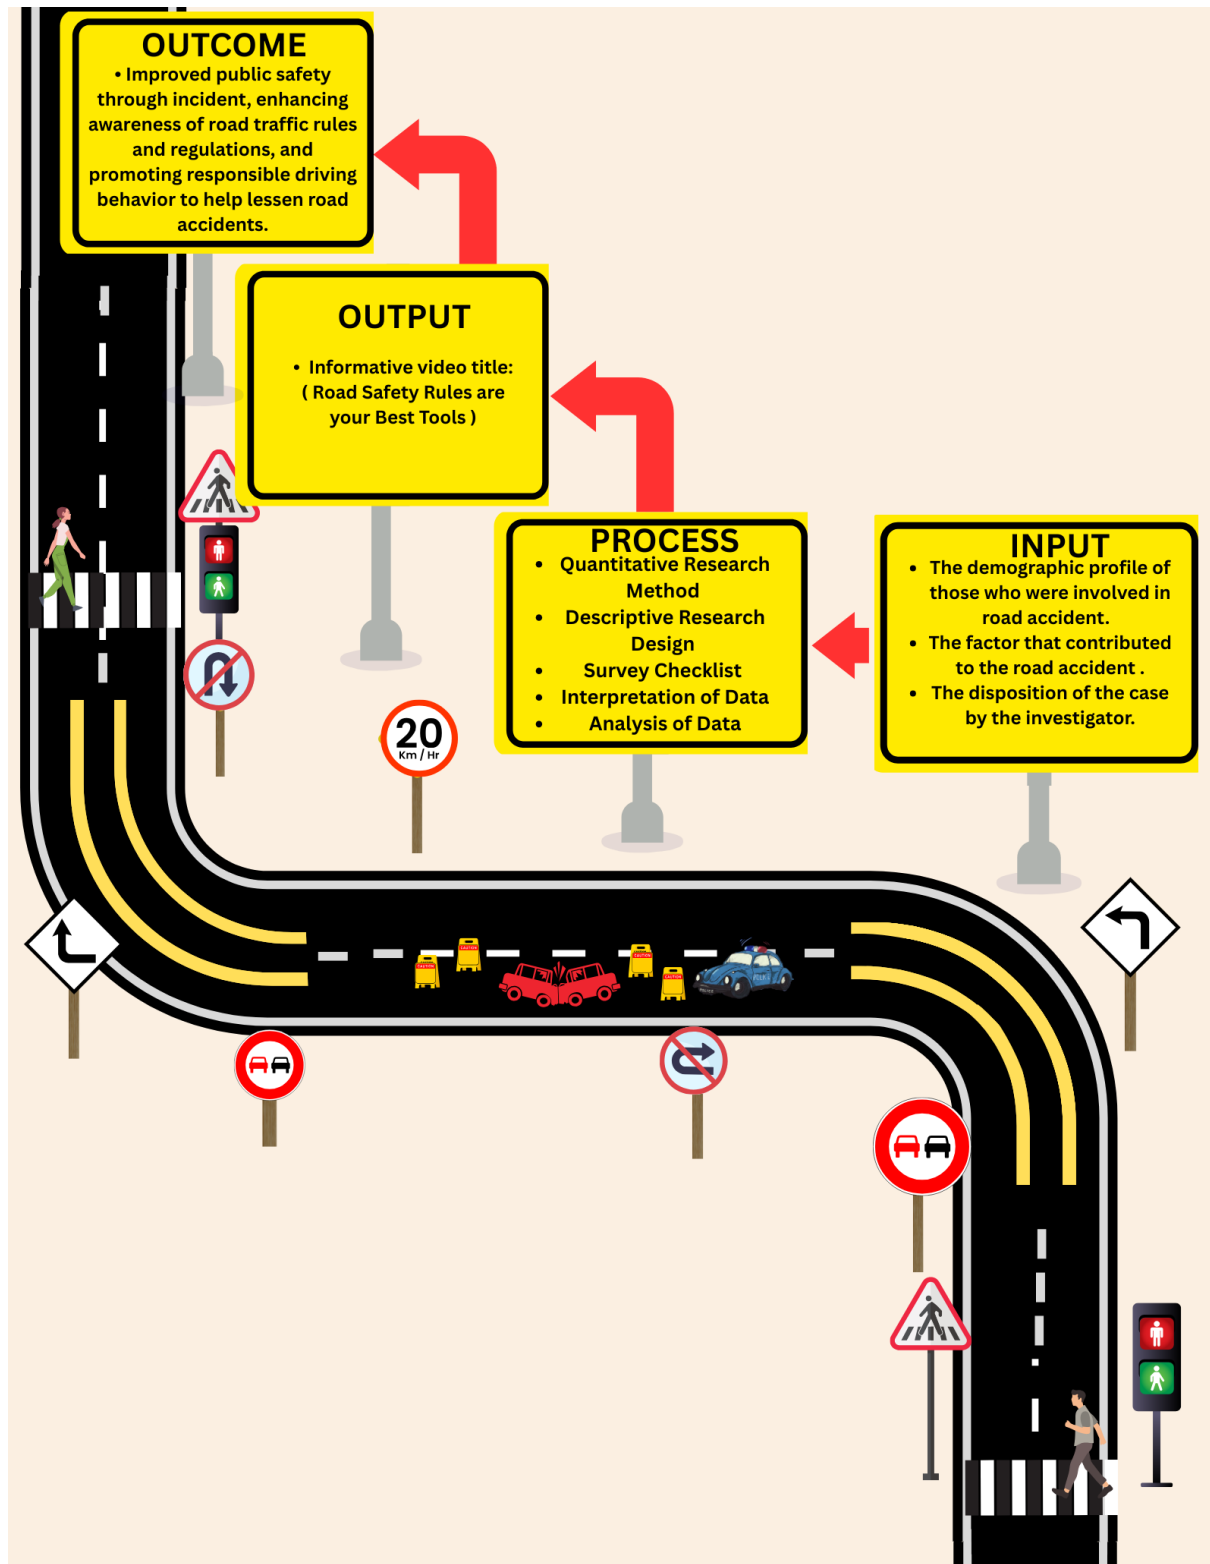 OUTCOME
• Improved public safety
through incident, enhancing
awareness of road traffic rules
and regulations, and
promoting responsible driving
behavior to help lessen road
accidents.
OUTPUT
• Informative video title:
( Road Safety Rules are
your Best Tools )
PROCESS
• Quantitative Research
Method
• Descriptive Research
Design
• Survey Checklist
• Interpretation of Data
• Analysis of Data
INPUT
• The demographic profile of
those who were involved in
road accident.
• The factor that contributed
to the road accident .
• The disposition of the case
by the investigator.
20
Km / Hr
CAUTION
CAUTION
CAUTION
CAUTION